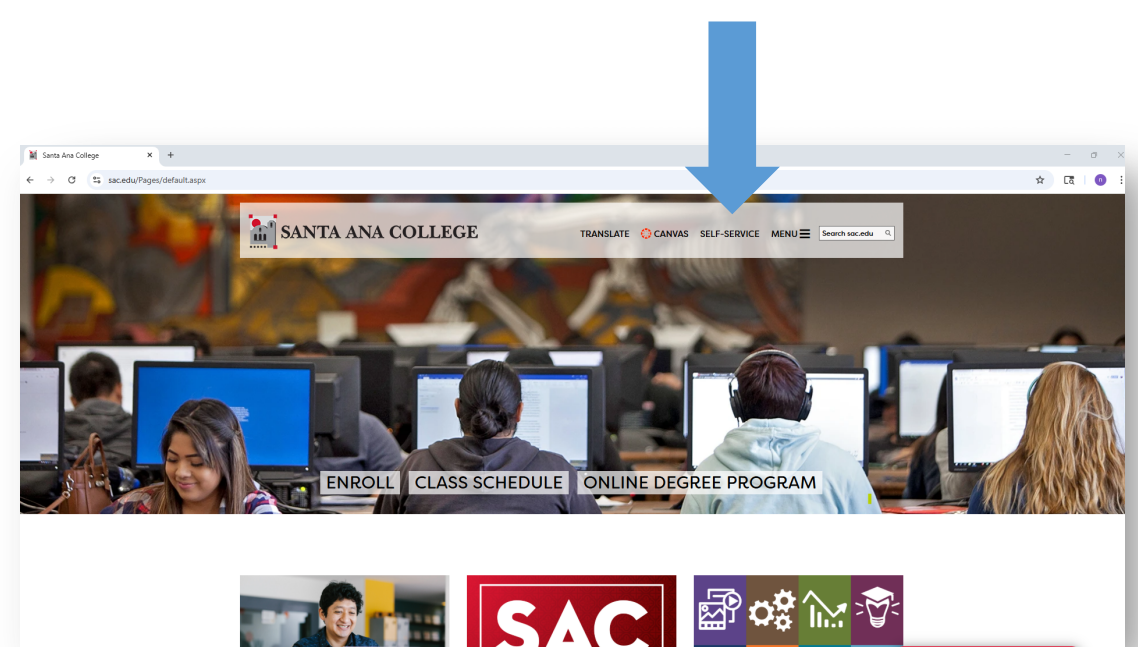 Santa Ana College
sac.edu/Pages/default.aspx
n
SANTA ANA COLLEGE
TRANSLATE CANVAS SELF-SERVICE MENU Search sac.edu
ENROLL CLASS SCHEDULE ONLINE DEGREE PROGRAM
SAC